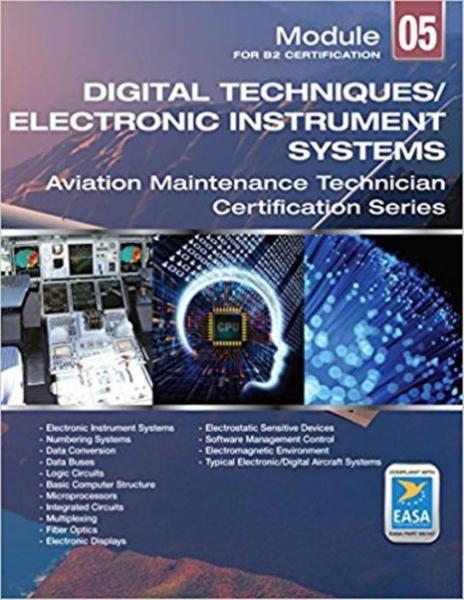 Module 05
FOR B2 CERTIFICATION
DIGITAL TECHNIQUES/
ELECTRONIC INSTRUMENT
SYSTEMS
Aviation Maintenance Technician
Certification Series
CPU
- Electronic Instrument Systems
- Numbering Systems
- Data Conversion
- Data Buses
- Logic Circuits
- Basic Computer Structure
- Microprocessors
- Integrated Circuits
- Multiplexing
- Fiber Optics
- Electronic Displays
- Electrostatic Sensitive Devices
- Software Management Control
- Electromagnetic Environment
- Typical Electronic/Digital Aircraft Systems
COMPLIANT WITH
EASA